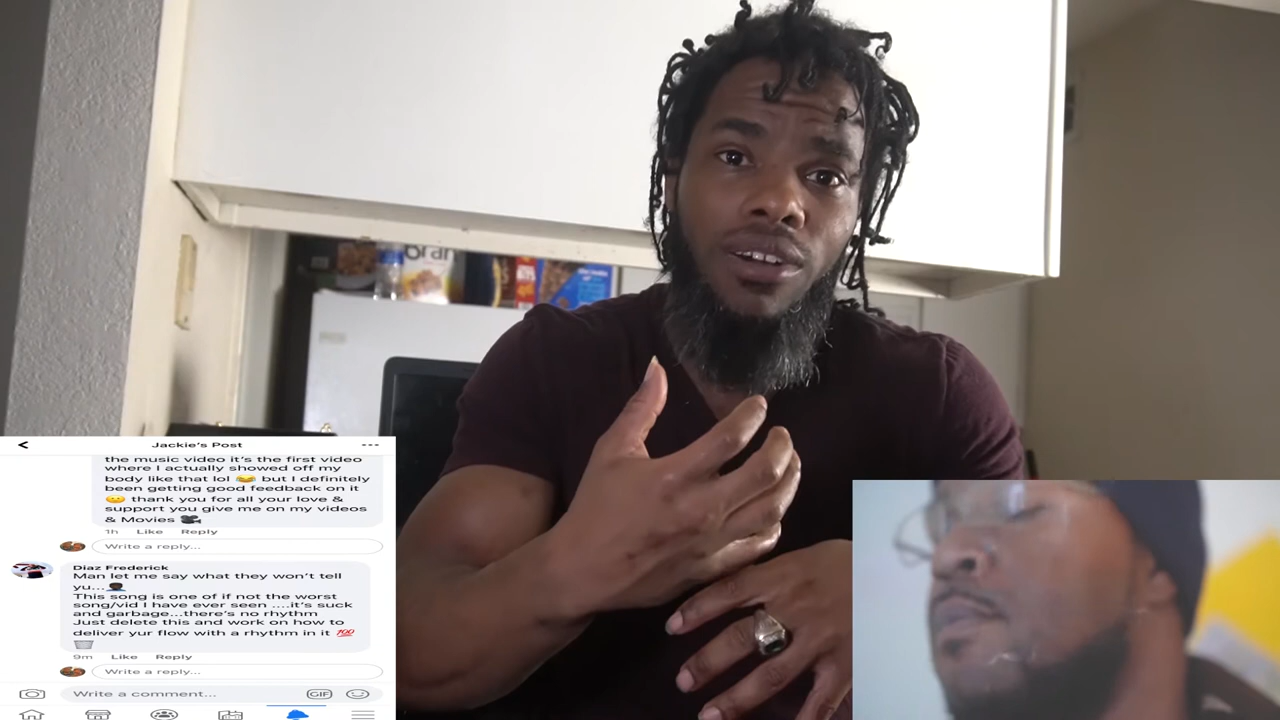 Bran
Jackie's Post
the music video it's the first video
where I actually showed off my
body like that lol 😂 but I definitely
been getting good feedback on it
🙂 thank you for all your love &
support you give me on my videos
& Movies 🎥
1h Like Reply
Write a reply...
Diaz Frederick
Man let me say what they won't tell
yu...🤦🏿‍♂️
This song is one of if not the worst
song/vid I have ever seen ....it's suck
and garbage...there's no rhythm
Just delete this and work on how to
deliver yur flow with a rhythm in it 💯
🗑️
9m Like Reply
Write a reply...
Write a comment...
GIF